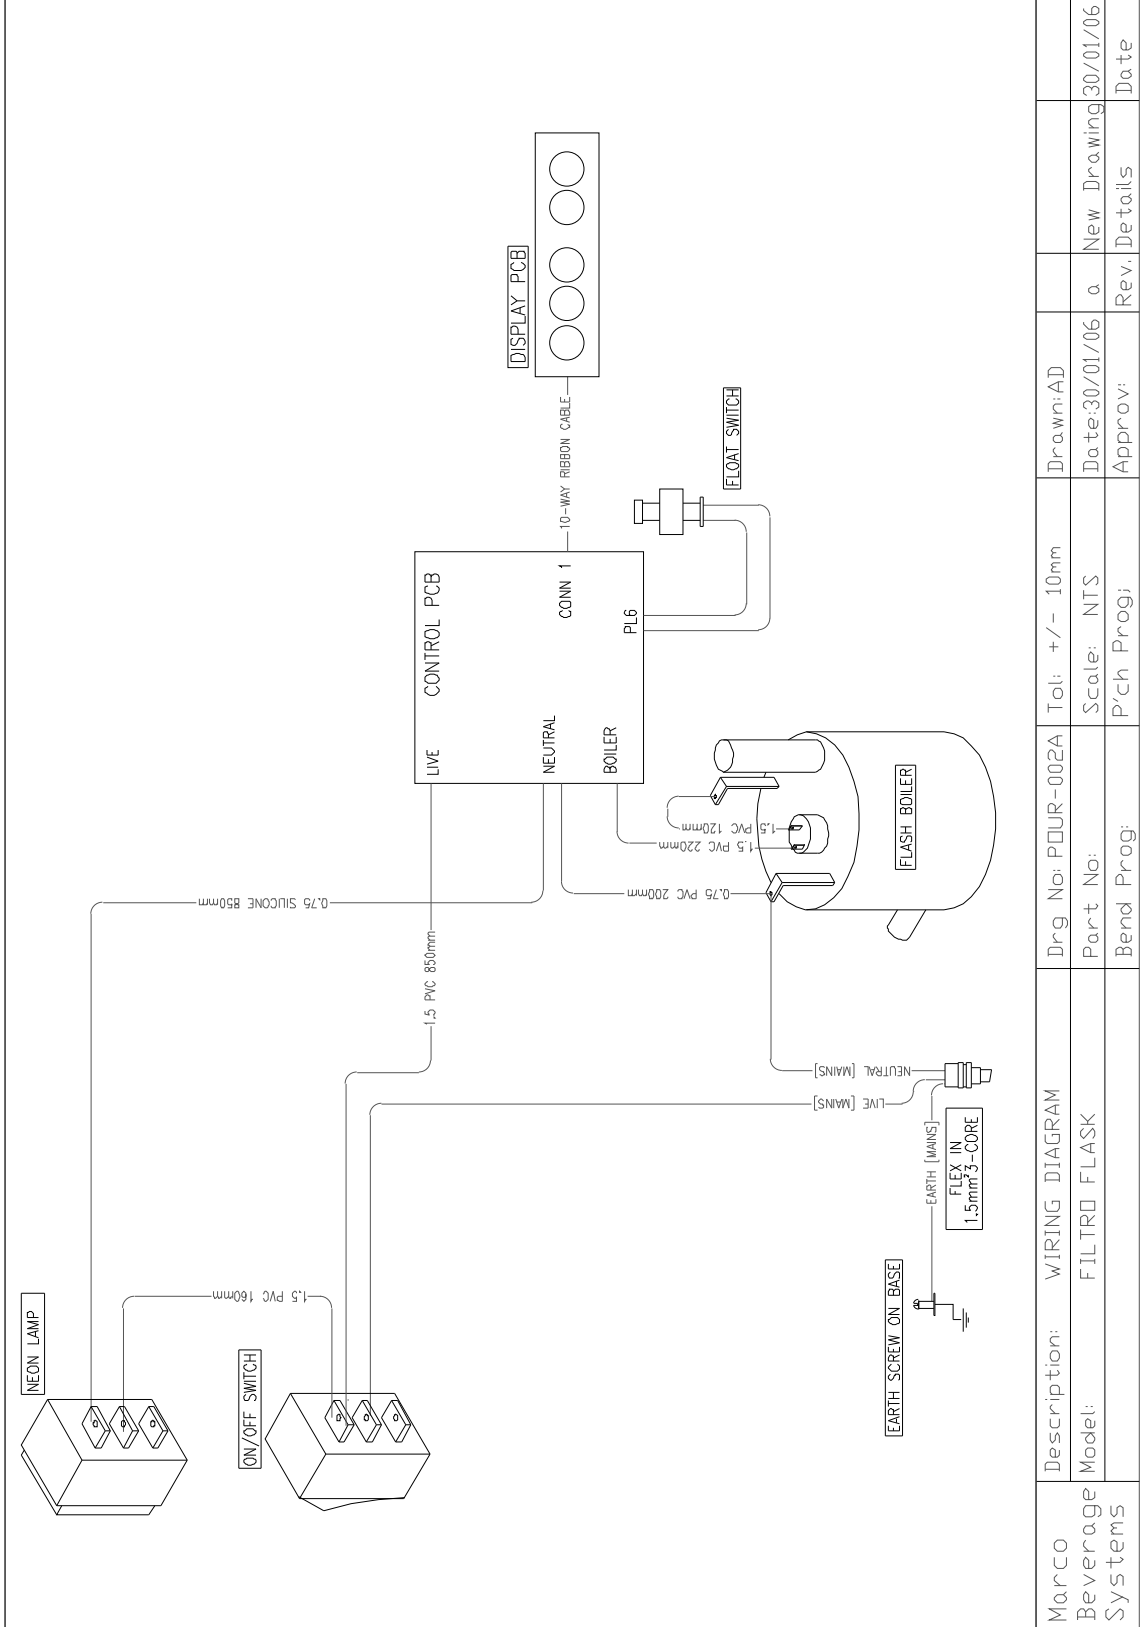 NEON LAMP
ON/OFF SWITCH
1.5 PVC 160mm
0.75 SILICONE 850mm
1.5 PVC 850mm
LIVE
CONTROL PCB
NEUTRAL
CONN 1
BOILER
PL6
DISPLAY PCB
10-WAY RIBBON CABLE
FLOAT SWITCH
1.5 PVC 120mm
1.5 PVC 220mm
0.75 PVC 200mm
FLASH BOILER
NEUTRAL [MAINS]
LIVE [MAINS]
EARTH [MAINS]
FLEX IN
1.5mm² 3-CORE
EARTH SCREW ON BASE
Marco
Beverage
Systems
Description: WIRING DIAGRAM
Model: FILTRO FLASK
Drg No: POUR-002A
Part No:
Bend Prog:
Tol: +/- 10mm
Scale: NTS
P'ch Prog;
Drawn:AD
Date:30/01/06
Approv:
a New Drawing 30/01/06
Rev. Details Date